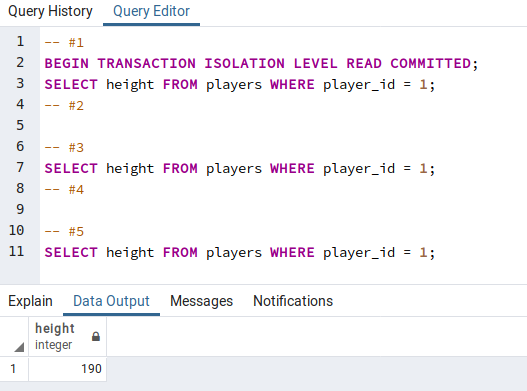 Query History Query Editor
1 -- #1
2 BEGIN TRANSACTION ISOLATION LEVEL READ COMMITTED;
3 SELECT height FROM players WHERE player_id = 1;
4 -- #2
5
6 -- #3
7 SELECT height FROM players WHERE player_id = 1;
8 -- #4
9
10 -- #5
11 SELECT height FROM players WHERE player_id = 1;
Explain Data Output Messages Notifications
height
integer
1 190